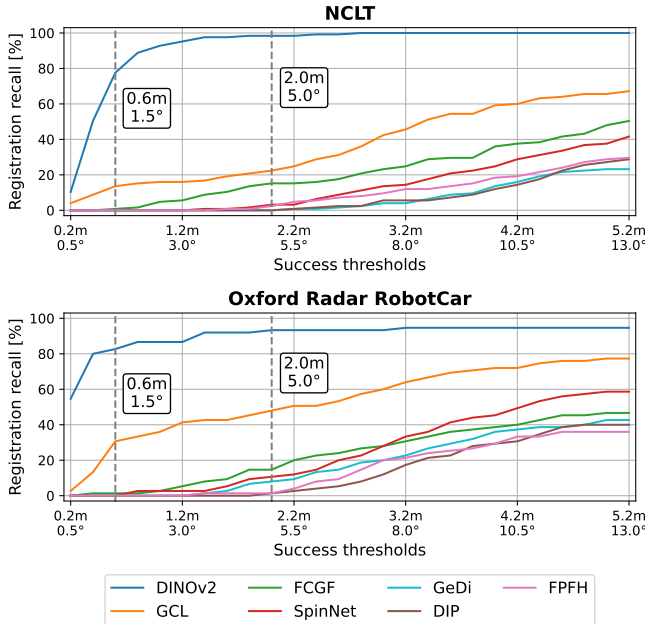 NCLT
Registration recall [%]
100
80
60
40
20
0
0.6m
1.5°
2.0m
5.0°
0.2m 1.2m 2.2m 3.2m 4.2m 5.2m
0.5° 3.0° 5.5° 8.0° 10.5° 13.0°
Success thresholds
Oxford Radar RobotCar
Registration recall [%]
100
80
60
40
20
0
0.6m
1.5°
2.0m
5.0°
0.2m 1.2m 2.2m 3.2m 4.2m 5.2m
0.5° 3.0° 5.5° 8.0° 10.5° 13.0°
Success thresholds
DINOv2 FCGF GeDi FPFH
GCL SpinNet DIP